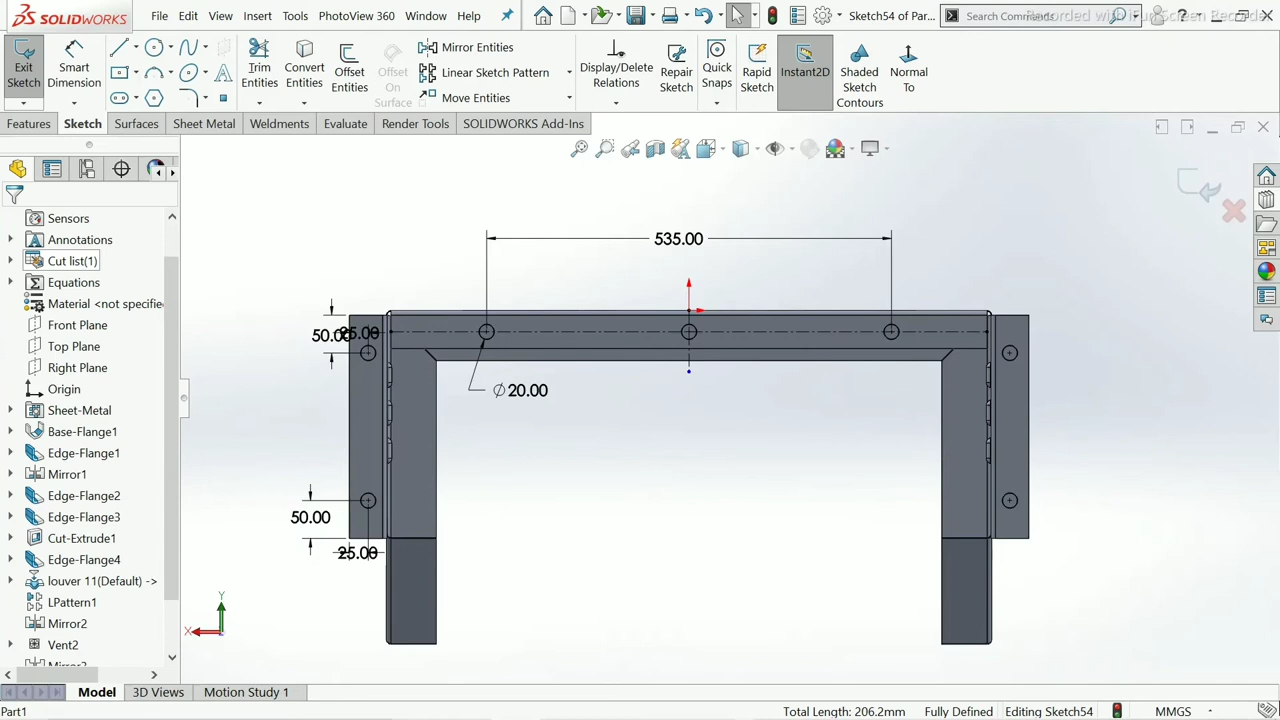 SOLIDWORKS
File Edit View Insert Tools PhotoView 360 Window Help
Sketch54 of Par...
Search Commands
Recorded with iTop Screen Recorder
Exit Sketch
Smart Dimension
Trim Entities
Convert Entities
Offset Entities
Offset On Surface
Mirror Entities
Linear Sketch Pattern
Move Entities
Display/Delete Relations
Repair Sketch
Quick Snaps
Rapid Sketch
Instant2D
Shaded Sketch Contours
Normal To
Features Sketch Surfaces Sheet Metal Weldments Evaluate Render Tools SOLIDWORKS Add-Ins
Sensors
Annotations
Cut list(1)
Equations
Material <not specifie
Front Plane
Top Plane
Right Plane
Origin
Sheet-Metal
Base-Flange1
Edge-Flange1
Mirror1
Edge-Flange2
Edge-Flange3
Cut-Extrude1
Edge-Flange4
louver 11(Default) ->
LPattern1
Mirror2
Vent2
535.00
50.00
25.00
∅20.00
50.00
25.00
Y
X
Model 3D Views Motion Study 1
Part1
Total Length: 206.2mm Fully Defined Editing Sketch54 MMGS